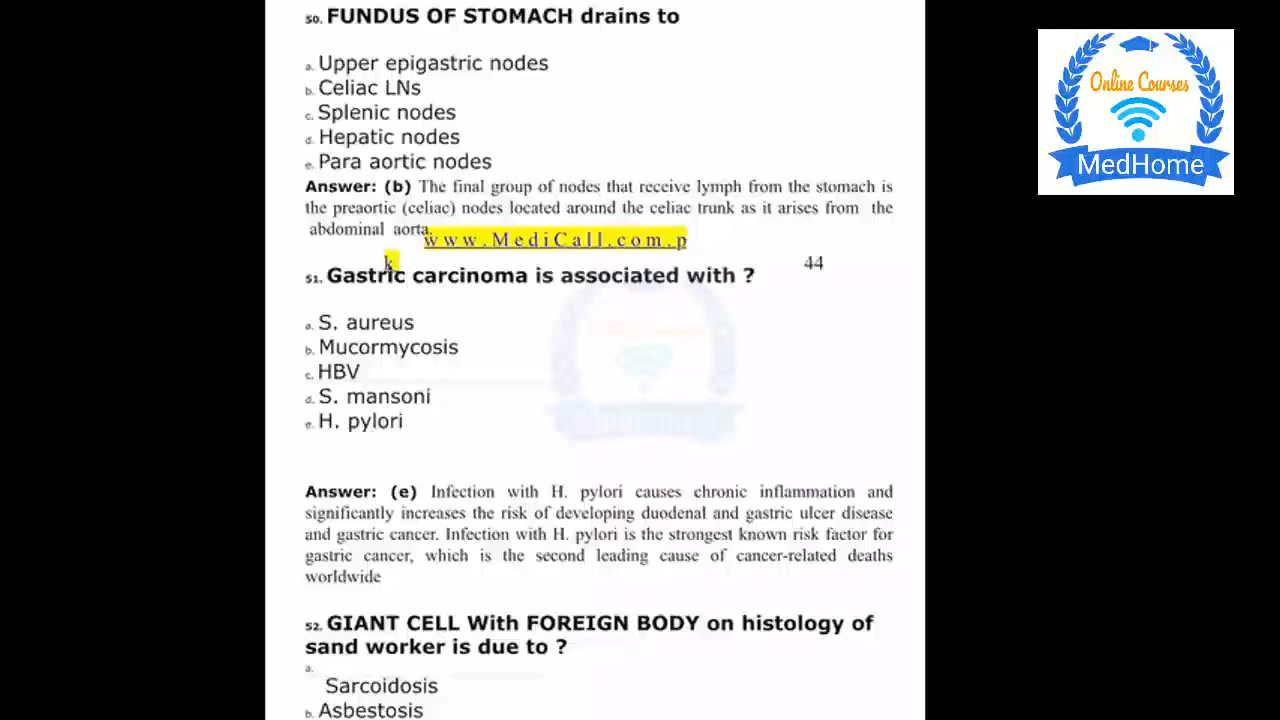 50. FUNDUS OF STOMACH drains to
a. Upper epigastric nodes
b. Celiac LNs
c. Splenic nodes
d. Hepatic nodes
e. Para aortic nodes
Answer: (b) The final group of nodes that receive lymph from the stomach is
the preaortic (celiac) nodes located around the celiac trunk as it arises from the
abdominal aorta.
www.MediCall.com.p
k
44
51. Gastric carcinoma is associated with ?
a. S. aureus
b. Mucormycosis
c. HBV
d. S. mansoni
e. H. pylori
Answer: (e) Infection with H. pylori causes chronic inflammation and
significantly increases the risk of developing duodenal and gastric ulcer disease
and gastric cancer. Infection with H. pylori is the strongest known risk factor for
gastric cancer, which is the second leading cause of cancer-related deaths
worldwide
52. GIANT CELL With FOREIGN BODY on histology of
sand worker is due to ?
a.
Sarcoidosis
b. Asbestosis
Online Courses
MedHome